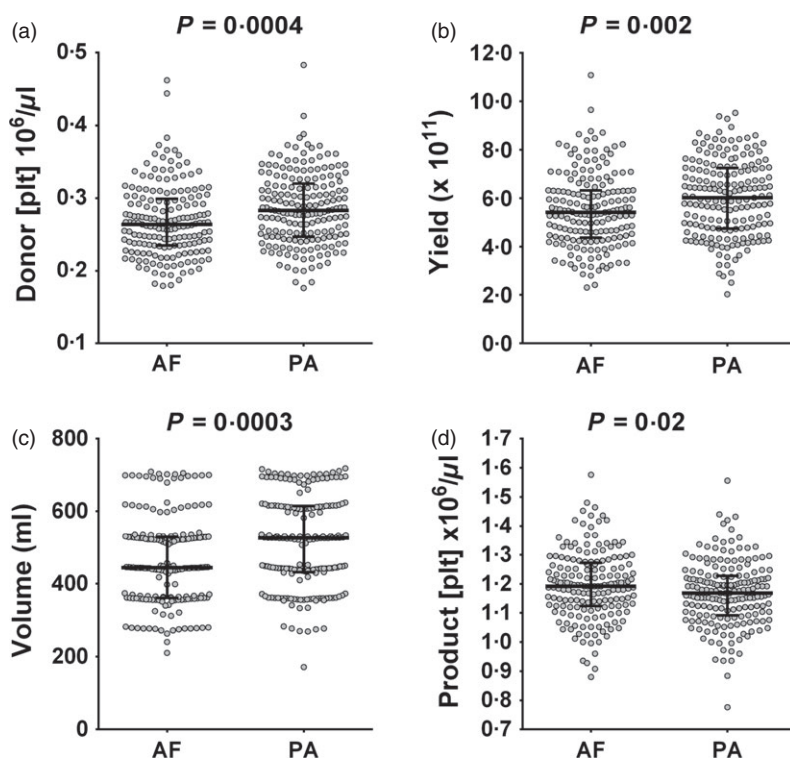 (a)
P = 0·0004
Donor [plt] 10⁶/µl
0·5
0·4
0·3
0·2
0·1
AF
PA
(b)
P = 0·002
Yield (x 10¹¹)
12·0
10·0
8·0
6·0
4·0
2·0
0·0
AF
PA
(c)
P = 0·0003
Volume (ml)
800
600
400
200
0
AF
PA
(d)
P = 0·02
Product [plt] x10⁶/µl
1·7
1·6
1·5
1·4
1·3
1·2
1·1
1·0
0·9
0·8
0·7
AF
PA